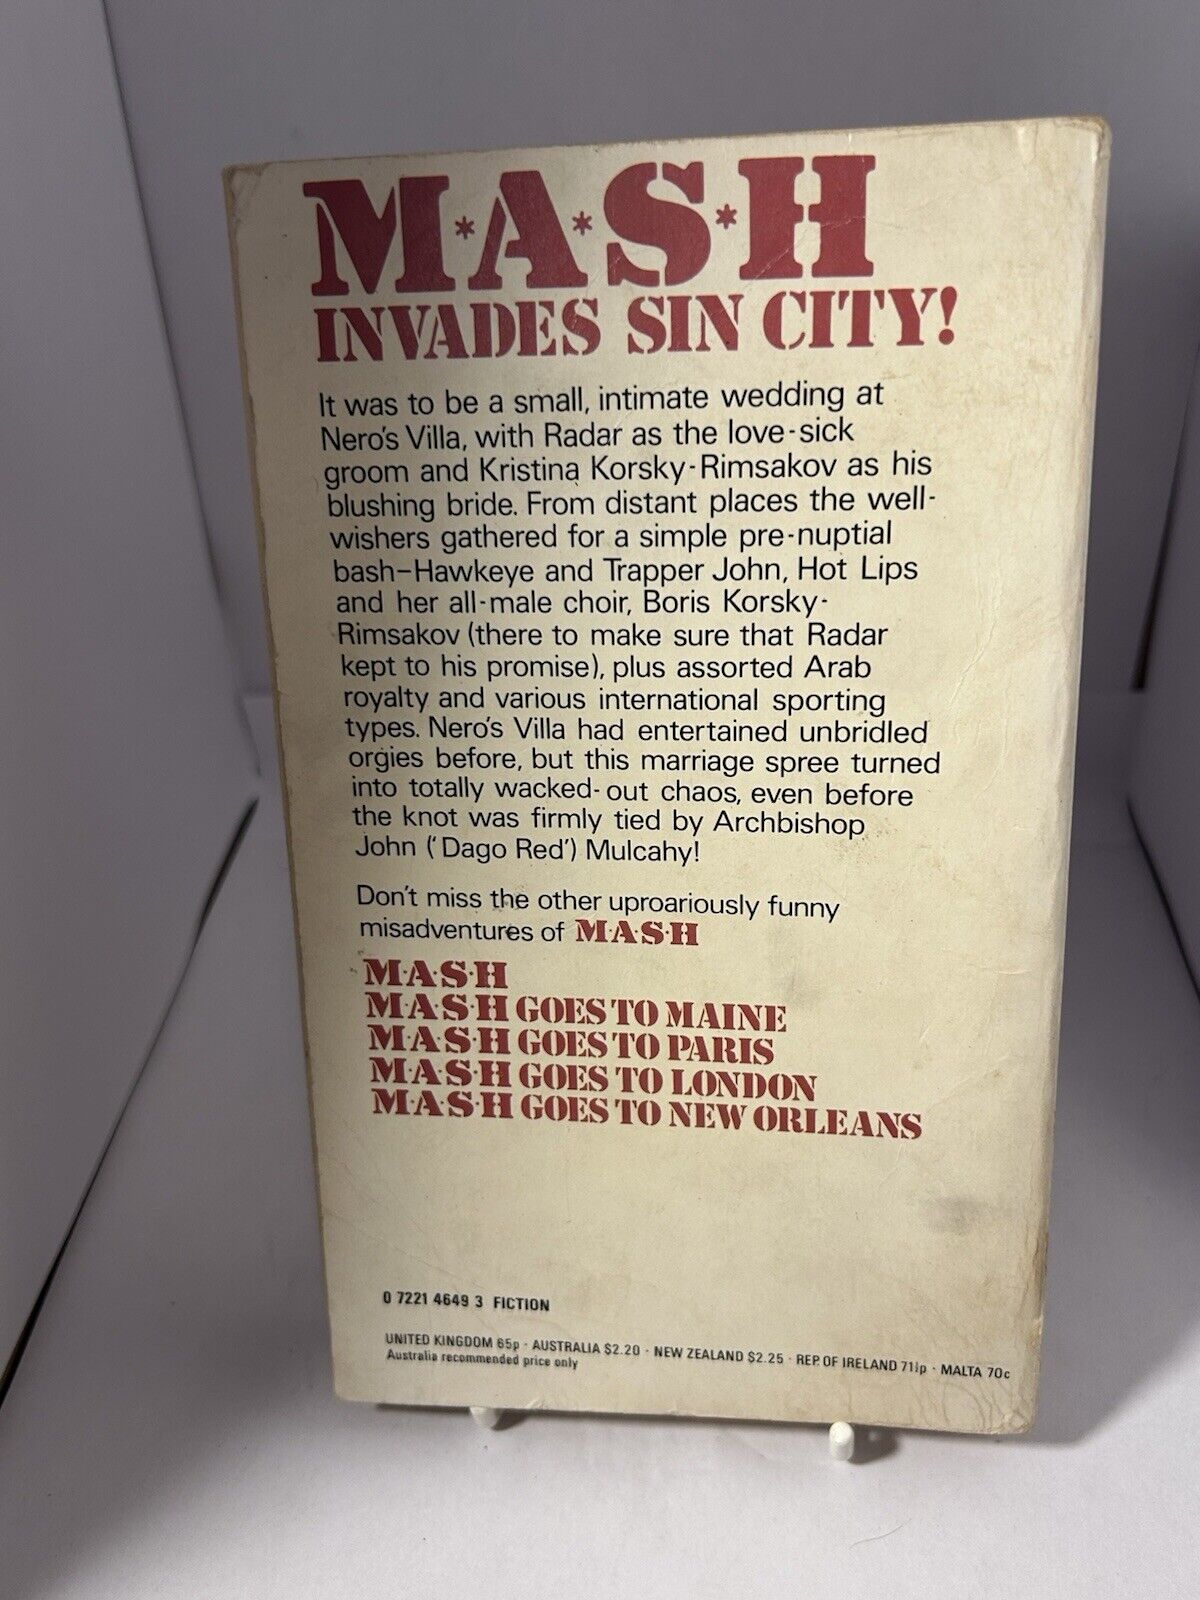 M*A*S*H
INVADES SIN CITY!
It was to be a small, intimate wedding at
Nero's Villa, with Radar as the love-sick
groom and Kristina Korsky-Rimsakov as his
blushing bride. From distant places the well-
wishers gathered for a simple pre-nuptial
bash–Hawkeye and Trapper John, Hot Lips
and her all-male choir, Boris Korsky-
Rimsakov (there to make sure that Radar
kept to his promise), plus assorted Arab
royalty and various international sporting
types. Nero's Villa had entertained unbridled
orgies before, but this marriage spree turned
into totally wacked-out chaos, even before
the knot was firmly tied by Archbishop
John ('Dago Red') Mulcahy!
Don't miss the other uproariously funny
misadventures of M·A·S·H
M·A·S·H
M·A·S·H GOES TO MAINE
M·A·S·H GOES TO PARIS
M·A·S·H GOES TO LONDON
M·A·S·H GOES TO NEW ORLEANS
0 7221 4649 3 FICTION
UNITED KINGDOM 65p · AUSTRALIA $2.20 · NEW ZEALAND $2.25 · REP. OF IRELAND 71½p · MALTA 70c
Australia recommended price only